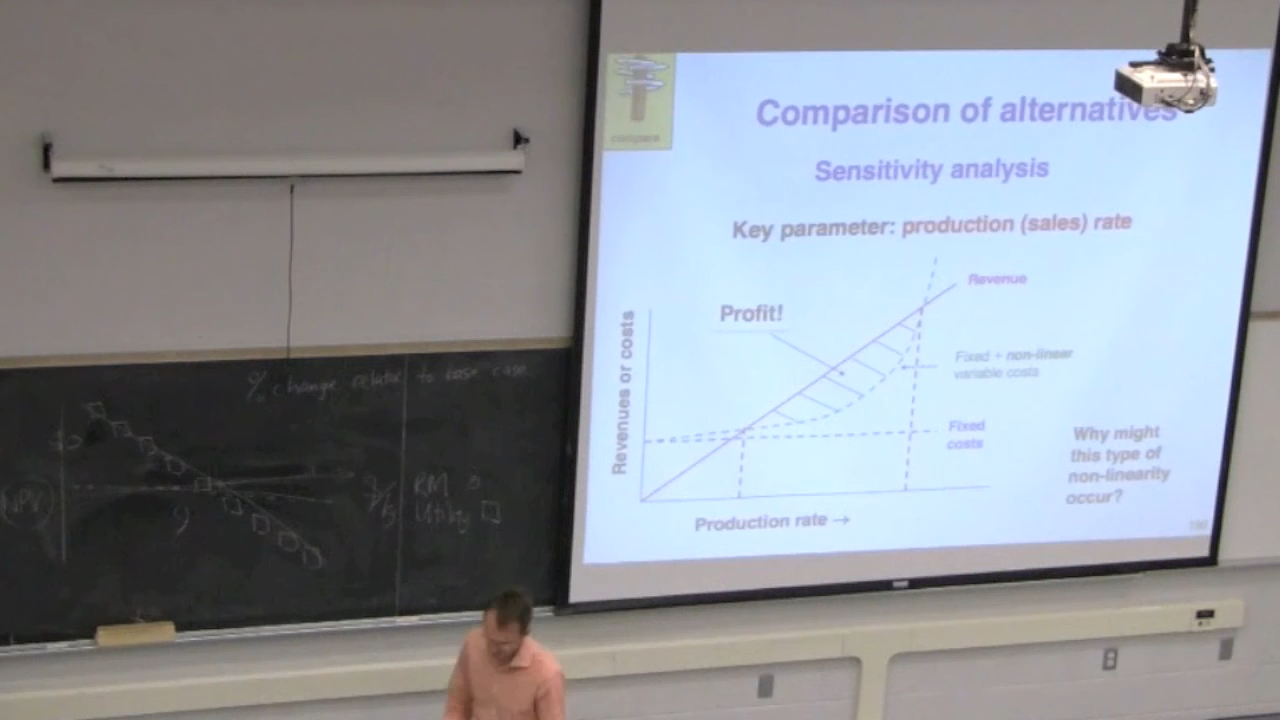 compare
Comparison of alternatives
Sensitivity analysis
Key parameter: production (sales) rate
Revenue
Profit!
Revenues or costs
Fixed + non-linear
variable costs
Fixed
costs
Why might
this type of
non-linearity
occur?
Production rate →
% change relative to base case
NPV
RM
Utility